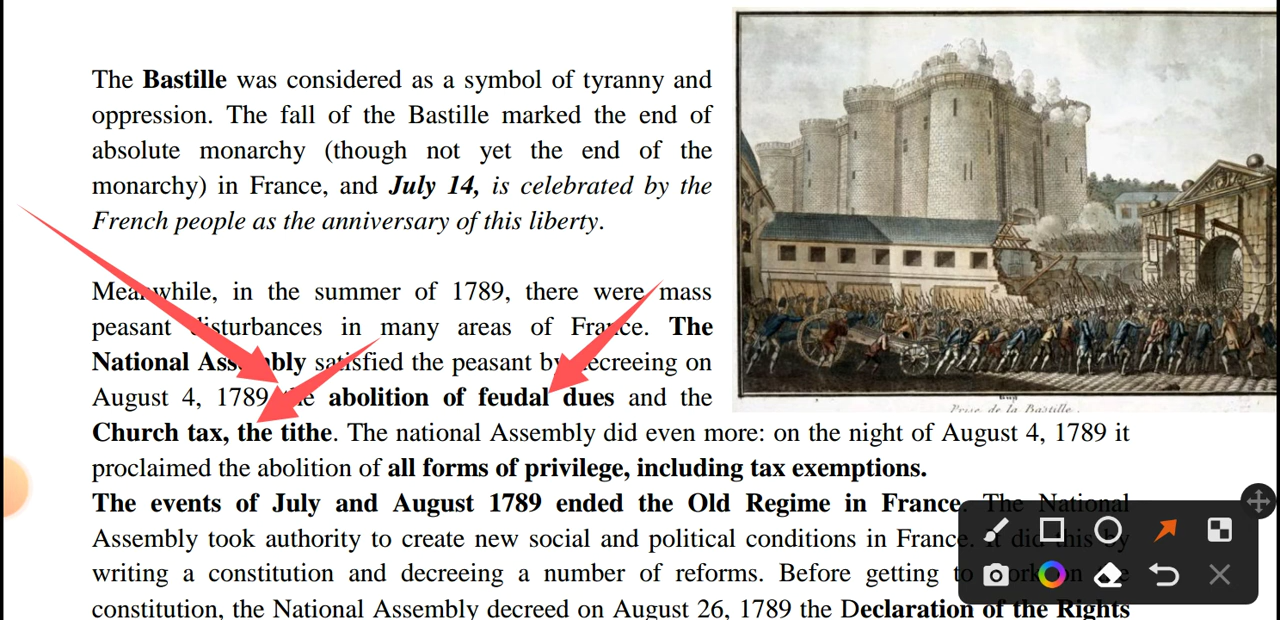 The Bastille was considered as a symbol of tyranny and
oppression. The fall of the Bastille marked the end of
absolute monarchy (though not yet the end of the
monarchy) in France, and July 14, is celebrated by the
French people as the anniversary of this liberty.
Meanwhile, in the summer of 1789, there were mass
peasant disturbances in many areas of France. The
National Assembly satisfied the peasant by decreeing on
August 4, 1789 the abolition of feudal dues and the
Church tax, the tithe. The national Assembly did even more: on the night of August 4, 1789 it
proclaimed the abolition of all forms of privilege, including tax exemptions.
The events of July and August 1789 ended the Old Regime in France. The National
Assembly took authority to create new social and political conditions in France. It did this by
writing a constitution and decreeing a number of reforms. Before getting to work on the
constitution, the National Assembly decreed on August 26, 1789 the Declaration of the Rights
Prise de la Bastille.